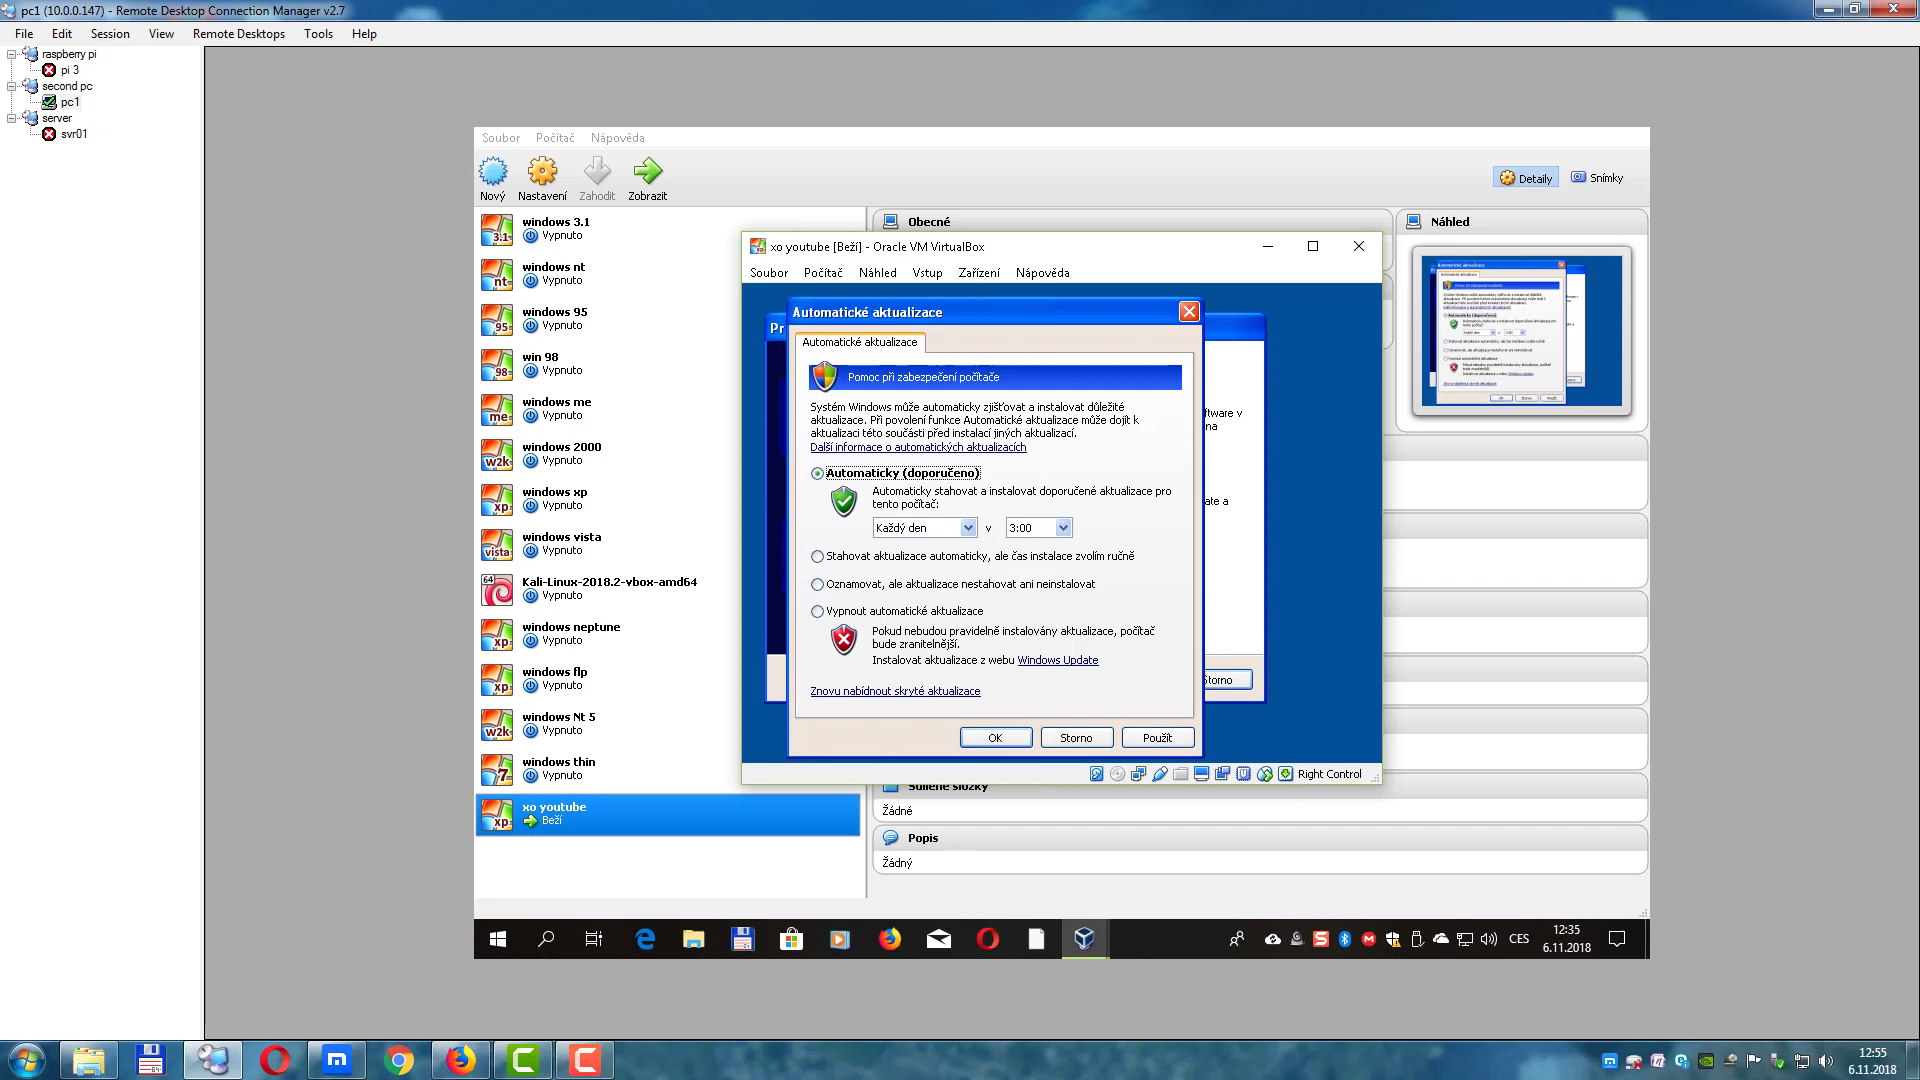 pc1 (10.0.0.147) - Remote Desktop Connection Manager v2.7
File Edit Session View Remote Desktops Tools Help
raspberry pi
pi 3
second pc
pc1
server
svr01
Soubor Počítač Nápověda
Nový Nastavení Zahodit Zobrazit
Detaily Snímky
windows 3.1
Vypnuto
windows nt
Vypnuto
windows 95
Vypnuto
win 98
Vypnuto
windows me
Vypnuto
windows 2000
Vypnuto
windows xp
Vypnuto
windows vista
Vypnuto
Kali-Linux-2018.2-vbox-amd64
Vypnuto
windows neptune
Vypnuto
windows flp
Vypnuto
windows Nt 5
Vypnuto
windows thin
Vypnuto
xo youtube
Beží
Obecné
Náhled
xo youtube [Beží] - Oracle VM VirtualBox
Soubor Počítač Náhled Vstup Zařízení Nápověda
Pr
Automatické aktualizace
Automatické aktualizace
Pomoc při zabezpečení počítače
Systém Windows může automaticky zjišťovat a instalovat důležité
aktualizace. Při povolení funkce Automatické aktualizace může dojít k
aktualizaci této součásti před instalací jiných aktualizací.
Další informace o automatických aktualizacích
Automaticky (doporučeno)
Automaticky stahovat a instalovat doporučené aktualizace pro
tento počítač:
Každý den v 3:00
Stahovat aktualizace automaticky, ale čas instalace zvolím ručně
Oznamovat, ale aktualizace nestahovat ani neinstalovat
Vypnout automatické aktualizace
Pokud nebudou pravidelně instalovány aktualizace, počítač
bude zranitelnější.
Instalovat aktualizace z webu Windows Update
Znovu nabídnout skryté aktualizace
OK Storno Použít
ftware v
na
ate a
Storno
Right Control
Sdílené složky
Žádné
Popis
Žádný
CES
12:35
6.11.2018
12:55
6.11.2018